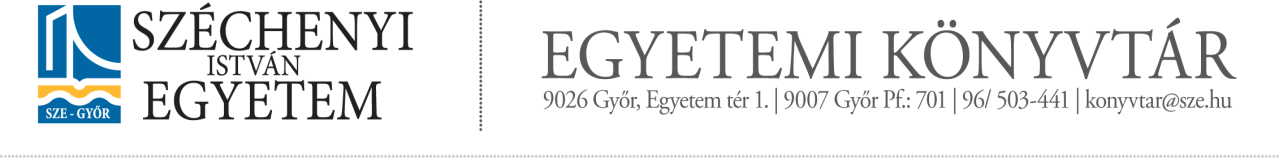 SZÉCHENYI
ISTVÁN
EGYETEM
SZE - GYŐR
EGYETEMI KÖNYVTÁR
9026 Győr, Egyetem tér 1. | 9007 Győr Pf.: 701 | 96/ 503-441 | konyvtar@sze.hu